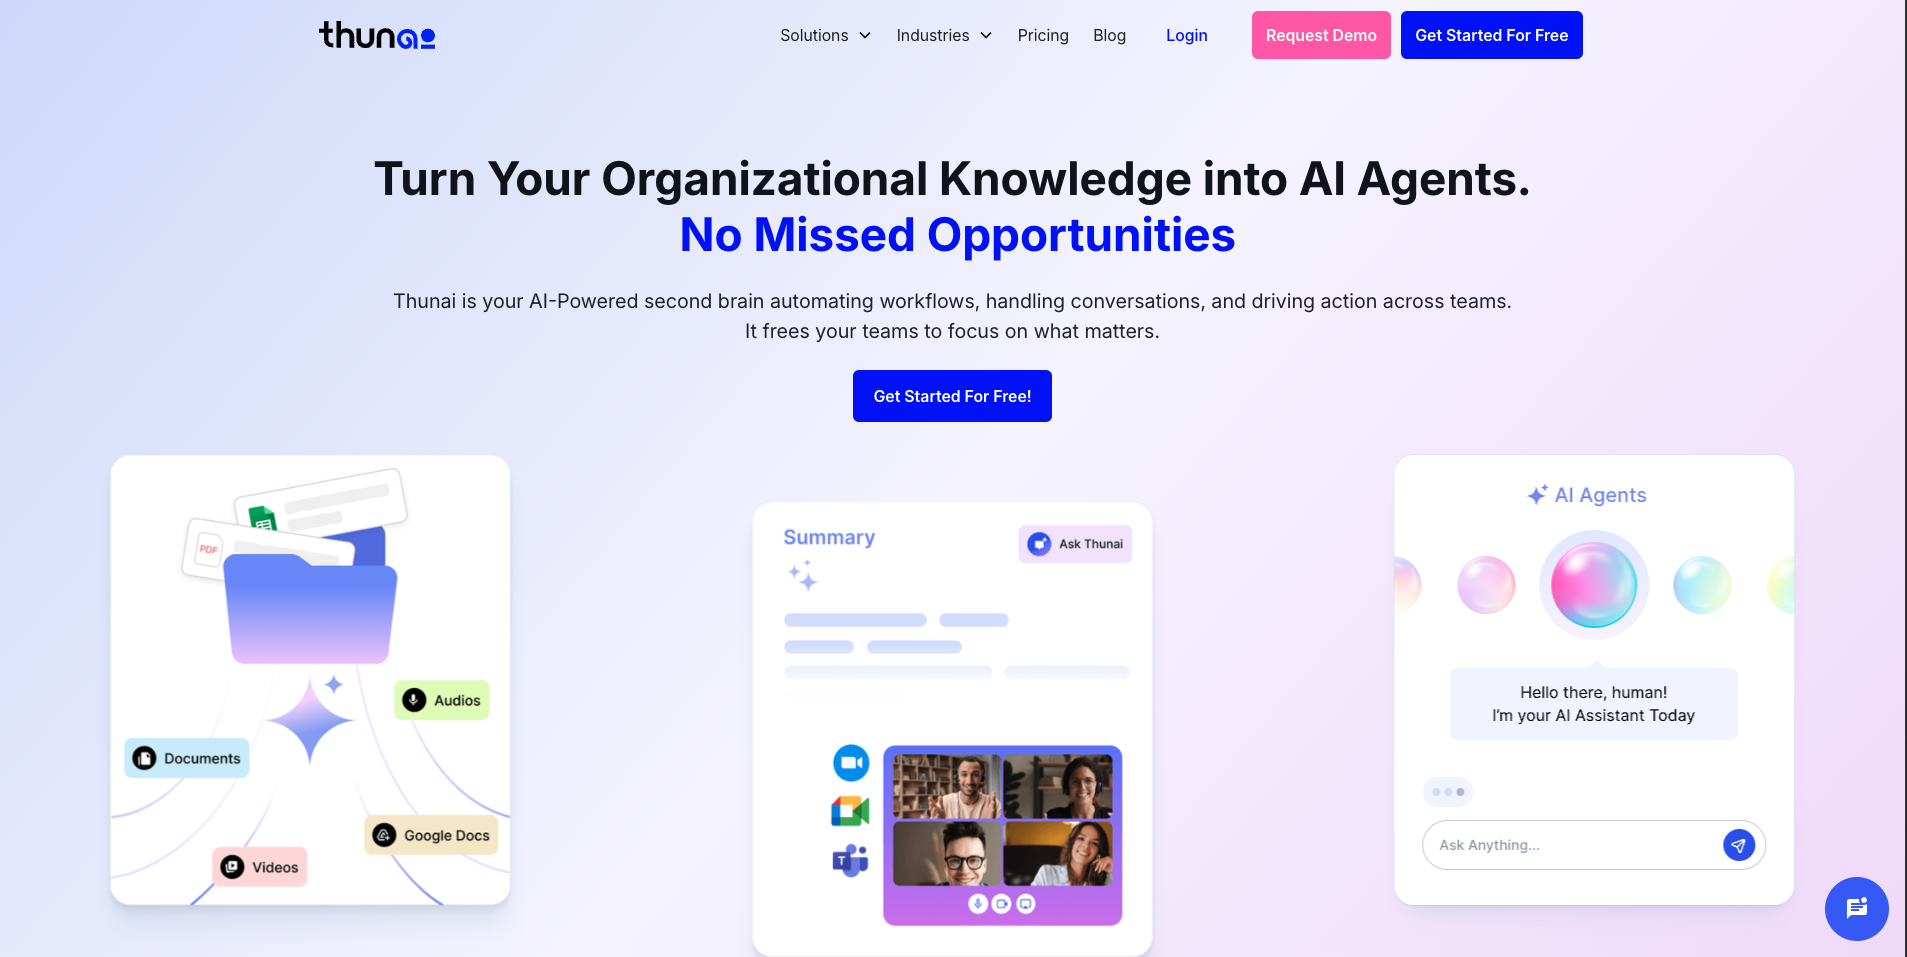 thunai
Solutions
Industries
Pricing
Blog
Login
Request Demo
Get Started For Free
Turn Your Organizational Knowledge into AI Agents.
No Missed Opportunities
Thunai is your AI-Powered second brain automating workflows, handling conversations, and driving action across teams.
It frees your teams to focus on what matters.
Get Started For Free!
PDF
Audios
Documents
Google Docs
Videos
Summary
Ask Thunai
T
AI Agents
Hello there, human!
I'm your AI Assistant Today
Ask Anything...